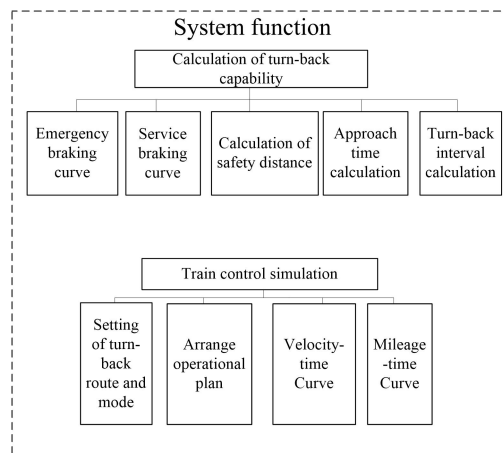 System function
Calculation of turn-back
capability
Emergency
braking
curve
Service
braking
curve
Calculation of
safety distance
Approach
time
calculation
Turn-back
interval
calculation
Train control simulation
Setting
of turn-
back
route and
mode
Arrange
operational
plan
Velocity-
time
Curve
Mileage
-time
Curve